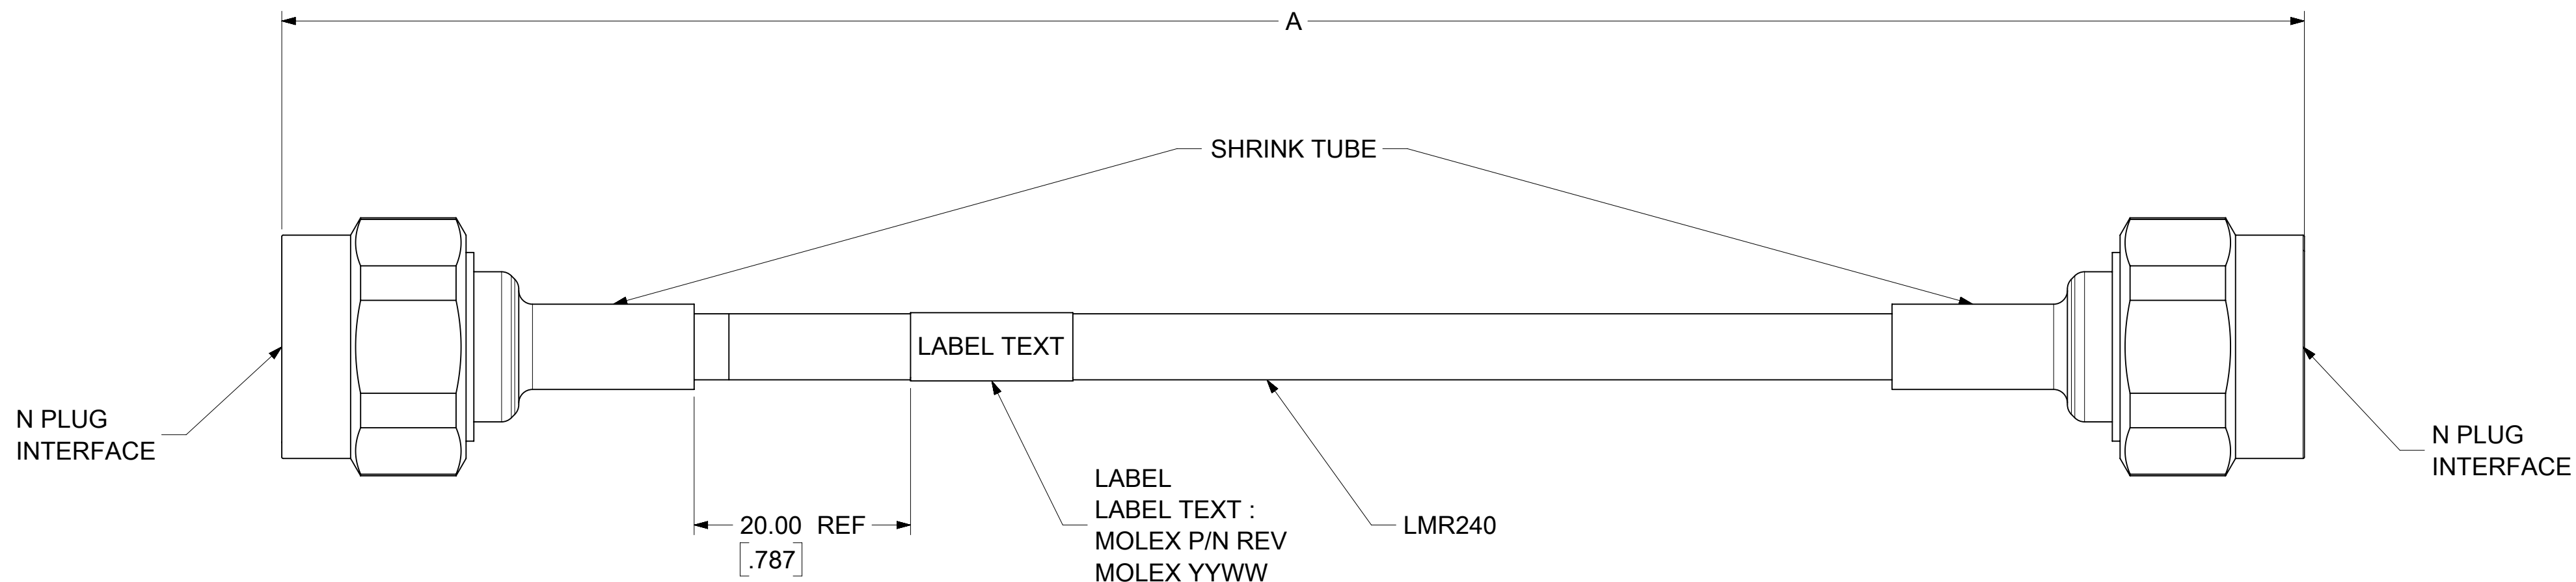 A
SHRINK TUBE
LABEL TEXT
N PLUG
INTERFACE
N PLUG
INTERFACE
LABEL
LABEL TEXT :
MOLEX P/N REV
MOLEX YYWW
LMR240
20.00 REF
[.787]